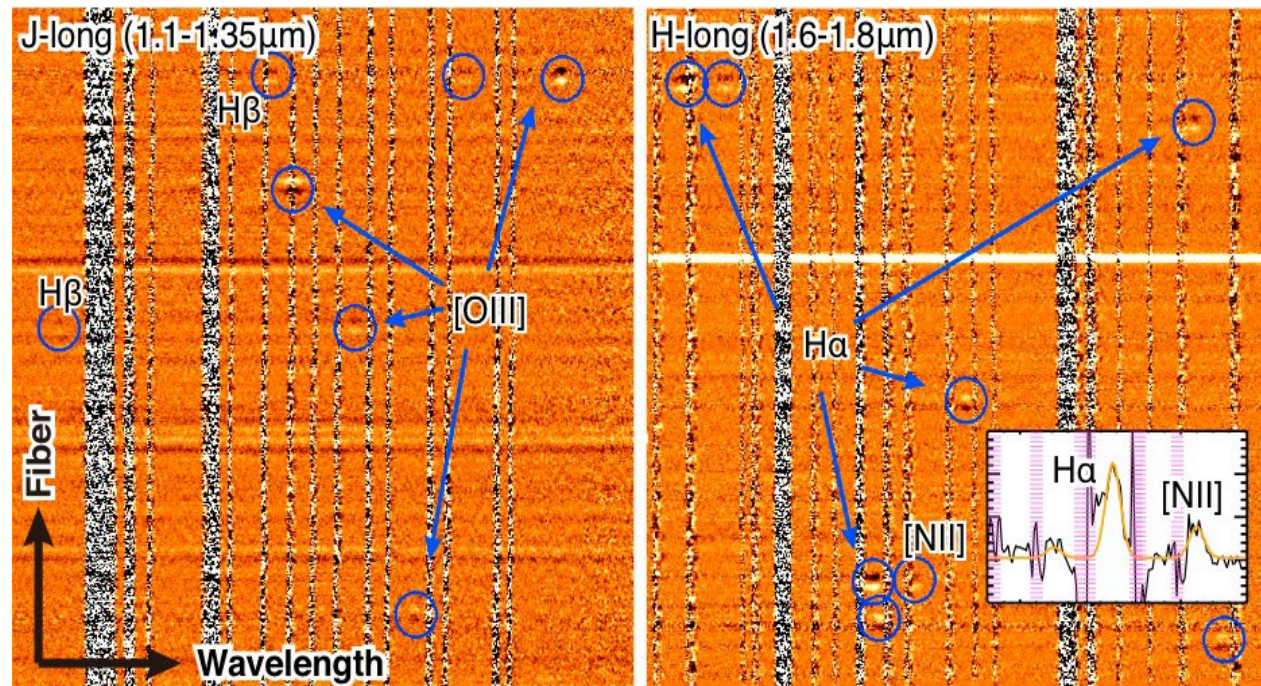 J-long (1.1-1.35μm)
Hβ
Hβ
[OIII]
Fiber
Wavelength
H-long (1.6-1.8μm)
Hα
[NII]
Hα
[NII]